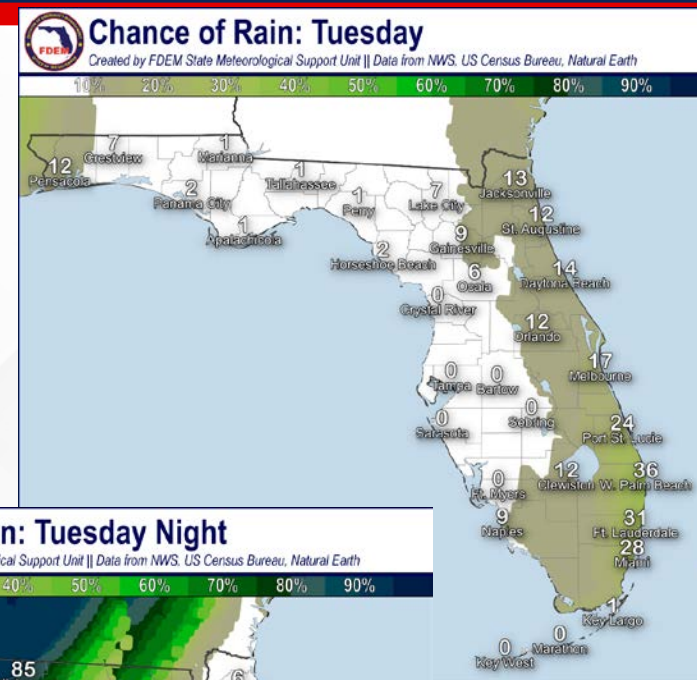 FDEM
Chance of Rain: Tuesday
Created by FDEM State Meteorological Support Unit || Data from NWS, US Census Bureau, Natural Earth
10% 20% 30% 40% 50% 60% 70% 80% 90%
7
Crestview
1
Marianna
12
Pensacola
1
Tallahassee
2
Panama City
1
Perry
7
Lake City
13
Jacksonville
1
Apalachicola
12
St. Augustine
9
Gainesville
2
Horseshoe Beach
6
Ocala
14
Daytona Beach
0
Crystal River
12
Orlando
17
Melbourne
0
Tampa
0
Bartow
0
Sebring
0
Sarasota
24
Port St. Lucie
12
Clewiston
36
W. Palm Beach
0
Ft. Myers
9
Naples
31
Ft. Lauderdale
28
Miami
1
Key Largo
0
Marathon
0
Key West
n: Tuesday Night
cal Support Unit || Data from NWS, US Census Bureau, Natural Earth
40% 50% 60% 70% 80% 90%
85
6